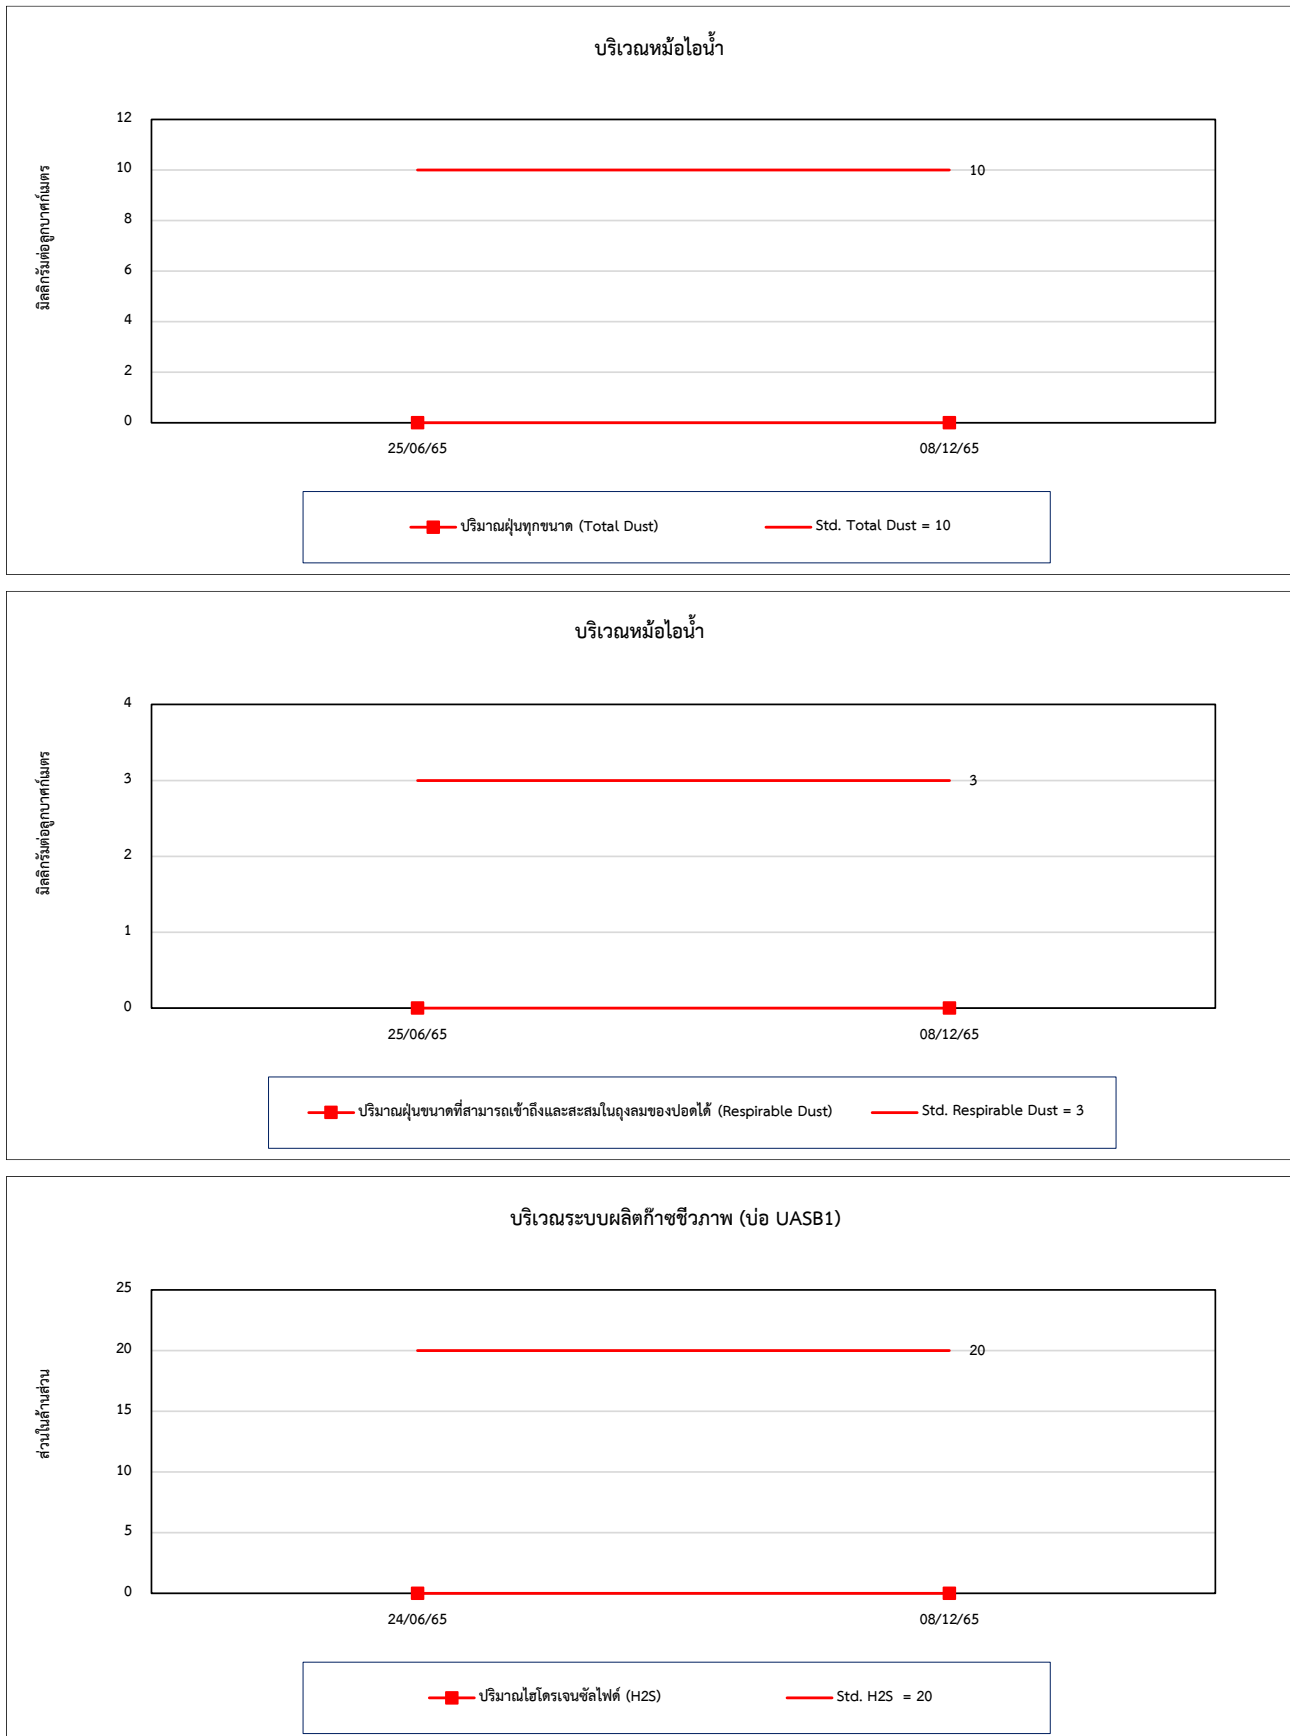 บริเวณหม้อไอน้ำ
มิลลิกรัมต่อลูกบาศก์เมตร
12
10
8
6
4
2
0
10
25/06/65 08/12/65
ปริมาณฝุ่นทุกขนาด (Total Dust) Std. Total Dust = 10
บริเวณหม้อไอน้ำ
มิลลิกรัมต่อลูกบาศก์เมตร
4
3
2
1
0
3
25/06/65 08/12/65
ปริมาณฝุ่นขนาดที่สามารถเข้าถึงและสะสมในถุงลมของปอดได้ (Respirable Dust) Std. Respirable Dust = 3
บริเวณระบบผลิตก๊าซชีวภาพ (บ่อ UASB1)
ส่วนในล้านส่วน
25
20
15
10
5
0
20
24/06/65 08/12/65
ปริมาณไฮโดรเจนซัลไฟด์ (H2S) Std. H2S = 20